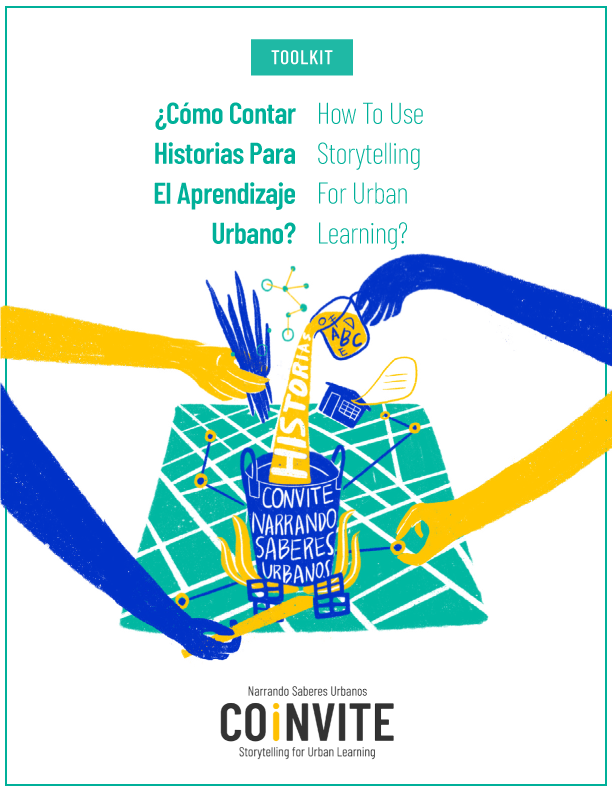 TOOLKIT
¿Cómo Contar
Historias Para
El Aprendizaje
Urbano?
How To Use
Storytelling
For Urban
Learning?
O E D
A B C
E
HISTORIAS
CONVITE
NARRANDO
SABERES
URBANOS
Narrando Saberes Urbanos
COiNVITE
Storytelling for Urban Learning